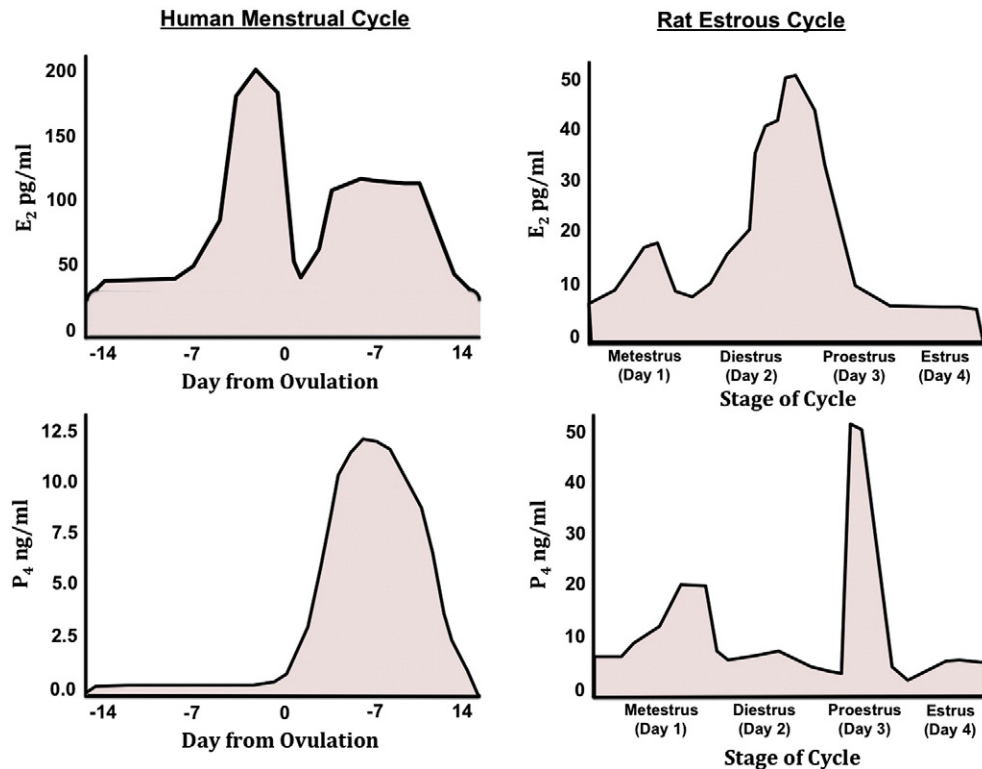 Human Menstrual Cycle
Rat Estrous Cycle
E₂ pg/ml
200
150
100
50
0
-14 -7 0 -7 14
Day from Ovulation
E₂ pg/ml
50
40
30
20
10
0
Metestrus Diestrus Proestrus Estrus
(Day 1) (Day 2) (Day 3) (Day 4)
Stage of Cycle
P₄ ng/ml
12.5
10.0
7.5
5.0
2.5
0.0
-14 -7 0 -7 14
Day from Ovulation
P₄ ng/ml
50
40
30
20
10
0
Metestrus Diestrus Proestrus Estrus
(Day 1) (Day 2) (Day 3) (Day 4)
Stage of Cycle